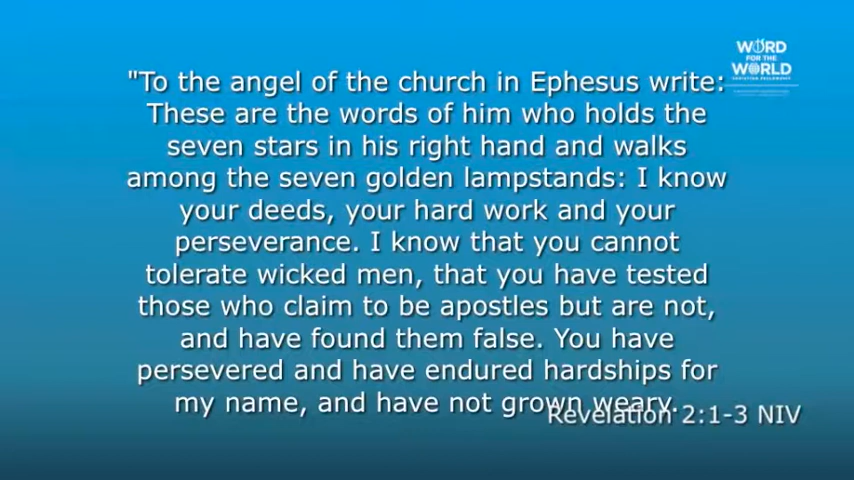 WORD
FOR THE
WORLD
CHRISTIAN FELLOWSHIP
"To the angel of the church in Ephesus write:
These are the words of him who holds the
seven stars in his right hand and walks
among the seven golden lampstands: I know
your deeds, your hard work and your
perseverance. I know that you cannot
tolerate wicked men, that you have tested
those who claim to be apostles but are not,
and have found them false. You have
persevered and have endured hardships for
my name, and have not grown weary.
Revelation 2:1-3 NIV